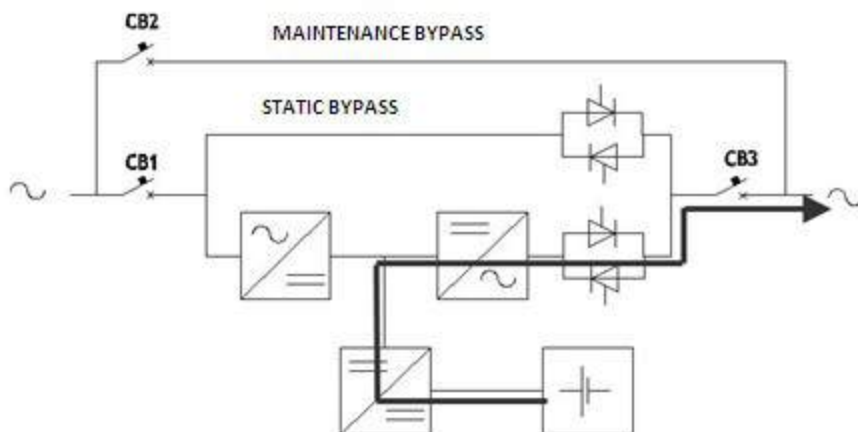 CB2
MAINTENANCE BYPASS
STATIC BYPASS
CB1
CB3